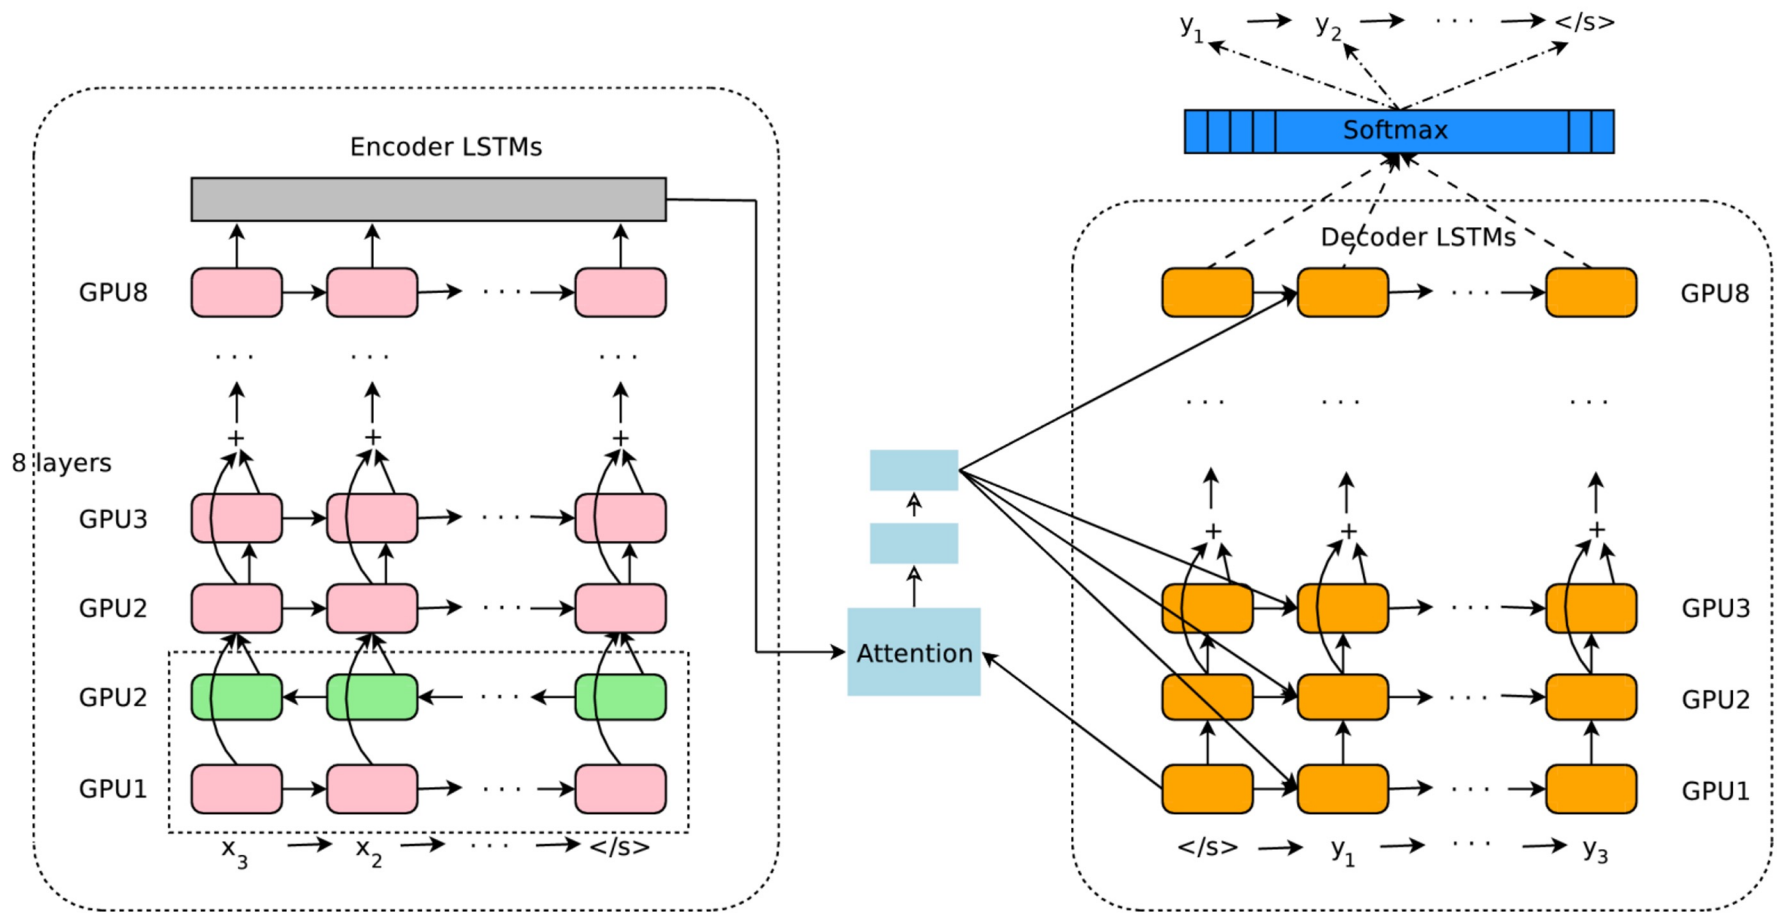 y1 y2 ... </s>
Softmax
Encoder LSTMs
Decoder LSTMs
GPU8 ...
... GPU8
... ... ...
... ... ...
+ + +
8 layers
GPU3 ...
+ + +
GPU2 ...
... GPU3
Attention
GPU2 ...
... GPU2
GPU1 ...
... GPU1
x3 x2 ... </s>
</s> y1 ... y3